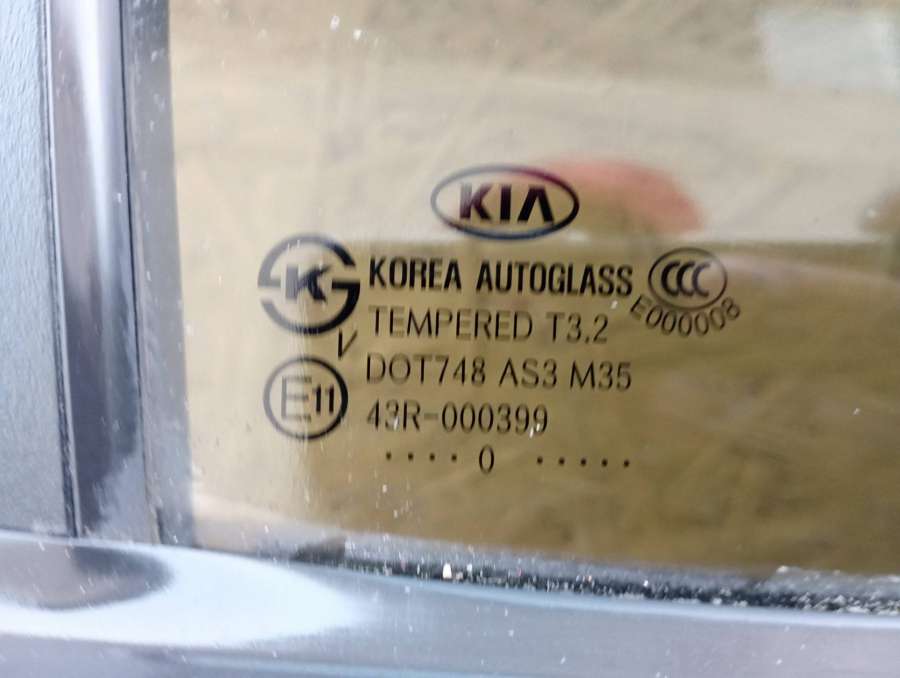 KIA
K KOREA AUTOGLASS CCC
E000008
TEMPERED T3.2
V
DOT748 AS3 M35
E11
43R-000399
···· 0 ·····